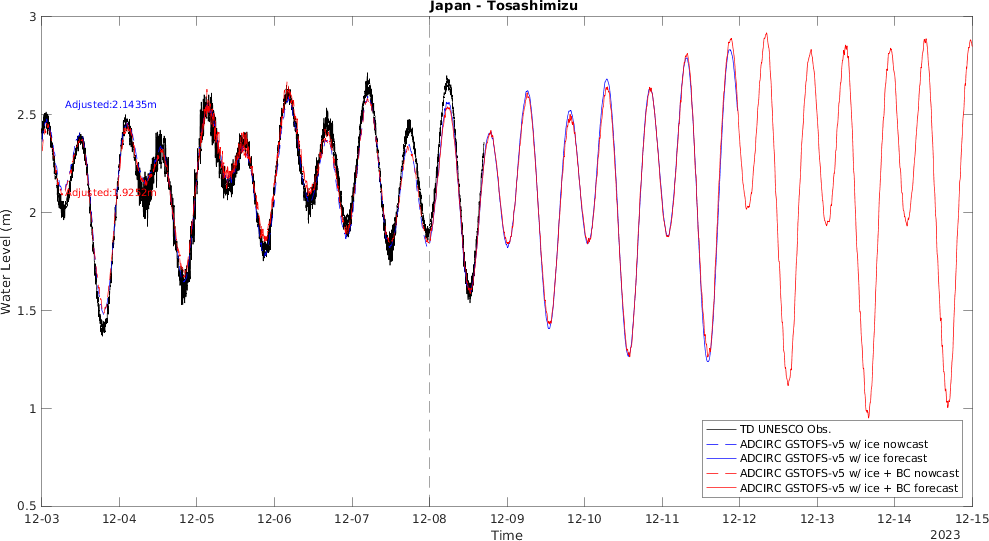 Japan - Tosashimizu
Water Level (m)
3
2.5
2
1.5
1
0.5
Adjusted:2.1435m
TD UNESCO Obs.
ADCIRC GSTOFS-v5 w/ ice nowcast
ADCIRC GSTOFS-v5 w/ ice forecast
ADCIRC GSTOFS-v5 w/ ice + BC nowcast
ADCIRC GSTOFS-v5 w/ ice + BC forecast
12-03 12-04 12-05 12-06 12-07 12-08 12-09 12-10 12-11 12-12 12-13 12-14 12-15
Time
2023